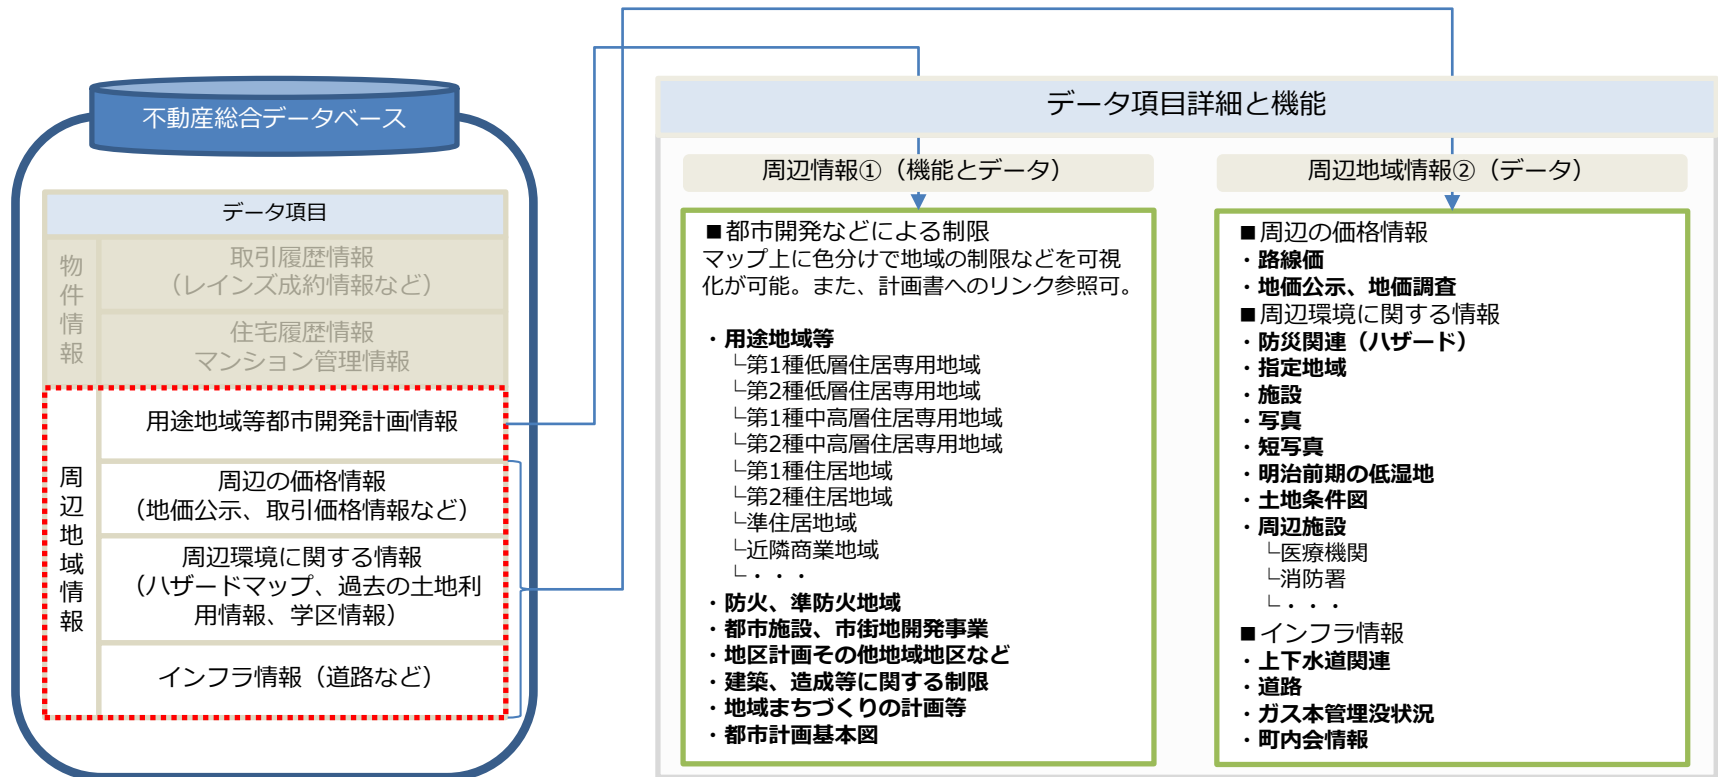 不動産総合データベース
データ項目
物件情報
取引履歴情報
（レインズ成約情報など）
住宅履歴情報
マンション管理情報
周辺地域情報
用途地域等都市開発計画情報
周辺の価格情報
（地価公示、取引価格情報など）
周辺環境に関する情報
（ハザードマップ、過去の土地利
用情報、学区情報）
インフラ情報（道路など）
データ項目詳細と機能
周辺情報①（機能とデータ）
■都市開発などによる制限
マップ上に色分けで地域の制限などを可視
化が可能。また、計画書へのリンク参照可。
・用途地域等
└第1種低層住居専用地域
└第2種低層住居専用地域
└第1種中高層住居専用地域
└第2種中高層住居専用地域
└第1種住居地域
└第2種住居地域
└準住居地域
└近隣商業地域
└・・・
・防火、準防火地域
・都市施設、市街地開発事業
・地区計画その他地域地区など
・建築、造成等に関する制限
・地域まちづくりの計画等
・都市計画基本図
周辺地域情報②（データ）
■周辺の価格情報
・路線価
・地価公示、地価調査
■周辺環境に関する情報
・防災関連（ハザード）
・指定地域
・施設
・写真
・短写真
・明治前期の低湿地
・土地条件図
・周辺施設
└医療機関
└消防署
└・・・
■インフラ情報
・上下水道関連
・道路
・ガス本管埋没状況
・町内会情報